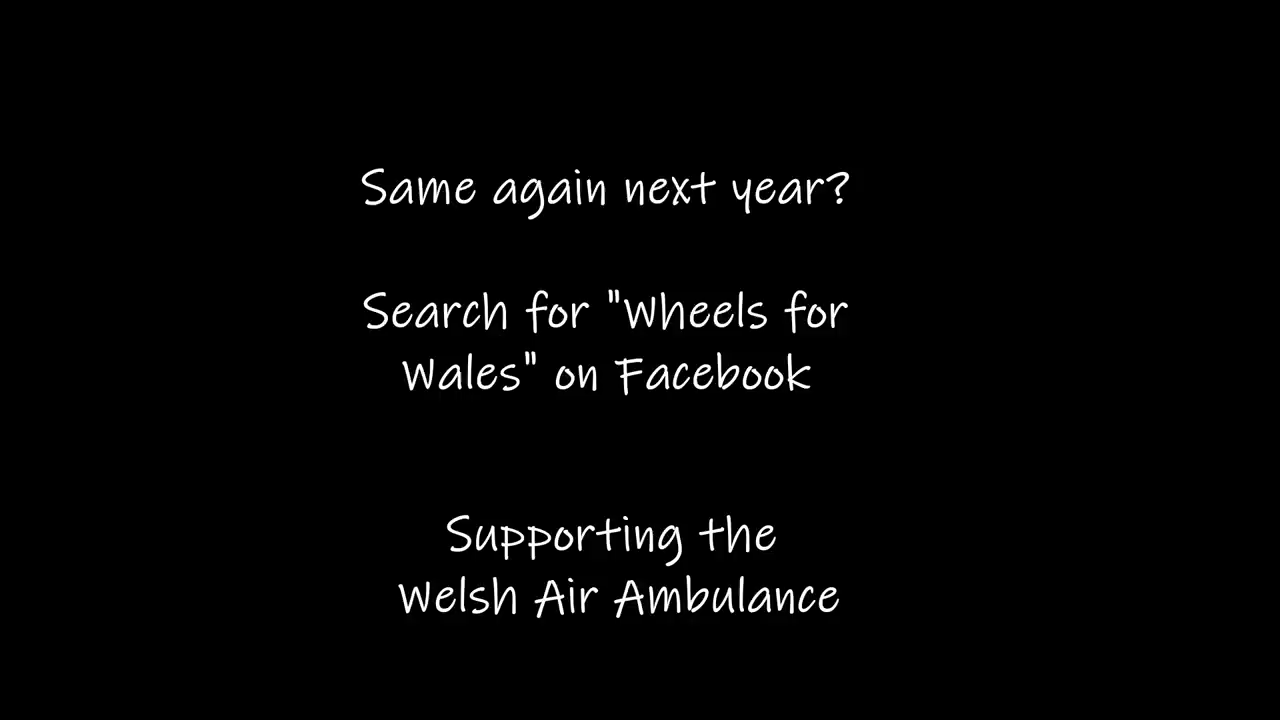 Same again next year?
Search for "Wheels for
Wales" on Facebook
Supporting the
Welsh Air Ambulance